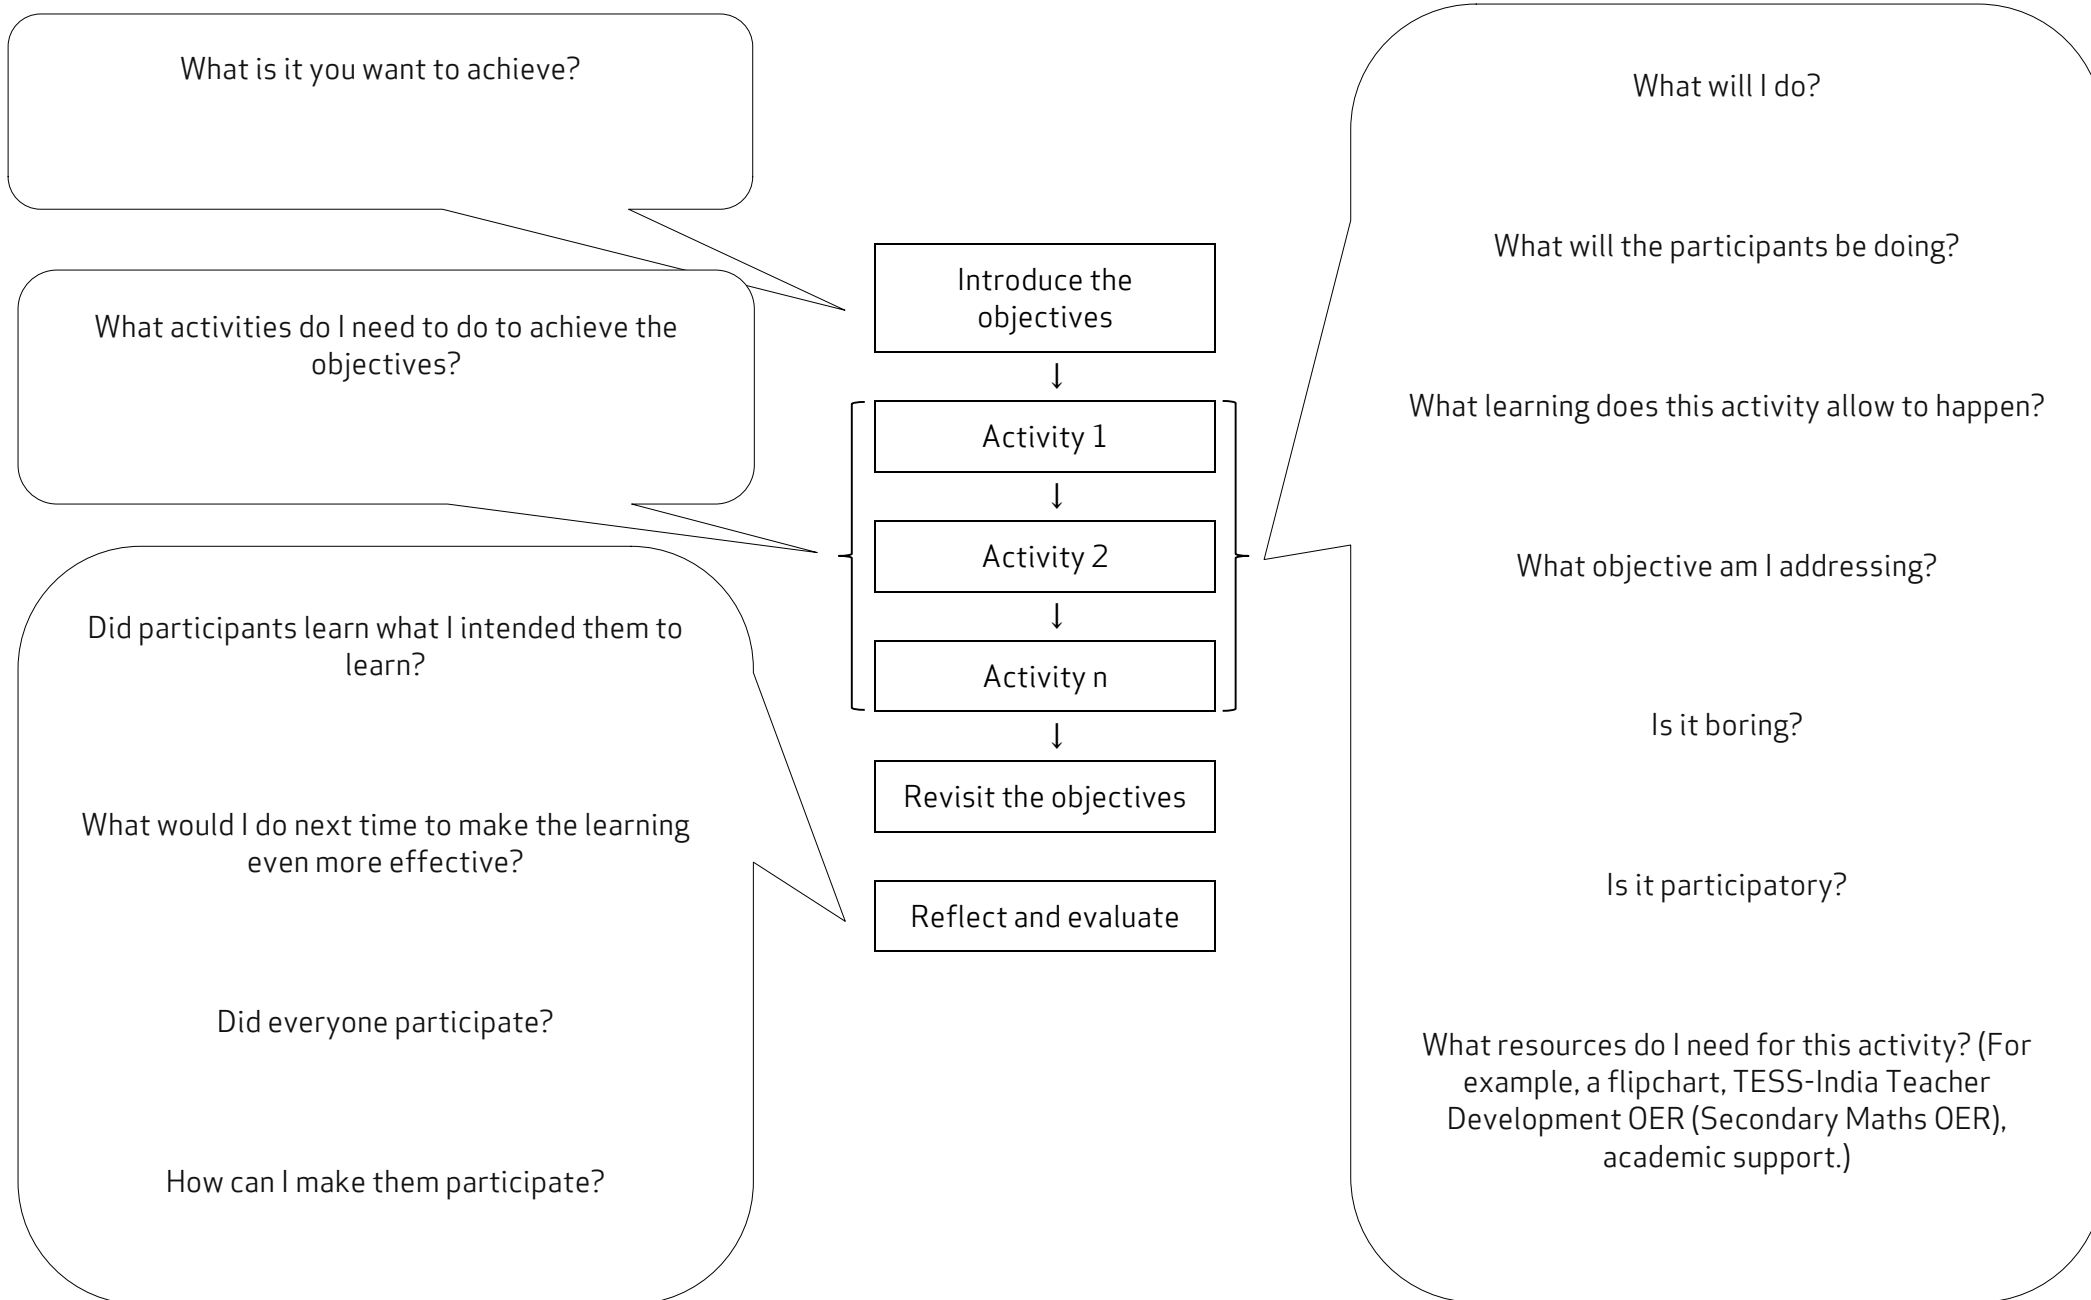 What is it you want to achieve?
What activities do I need to do to achieve the
objectives?
Did participants learn what I intended them to
learn?
What would I do next time to make the learning
even more effective?
Did everyone participate?
How can I make them participate?
Introduce the
objectives
↓
Activity 1
↓
Activity 2
↓
Activity n
↓
Revisit the objectives
Reflect and evaluate
What will I do?
What will the participants be doing?
What learning does this activity allow to happen?
What objective am I addressing?
Is it boring?
Is it participatory?
What resources do I need for this activity? (For
example, a flipchart, TESS-India Teacher
Development OER (Secondary Maths OER),
academic support.)